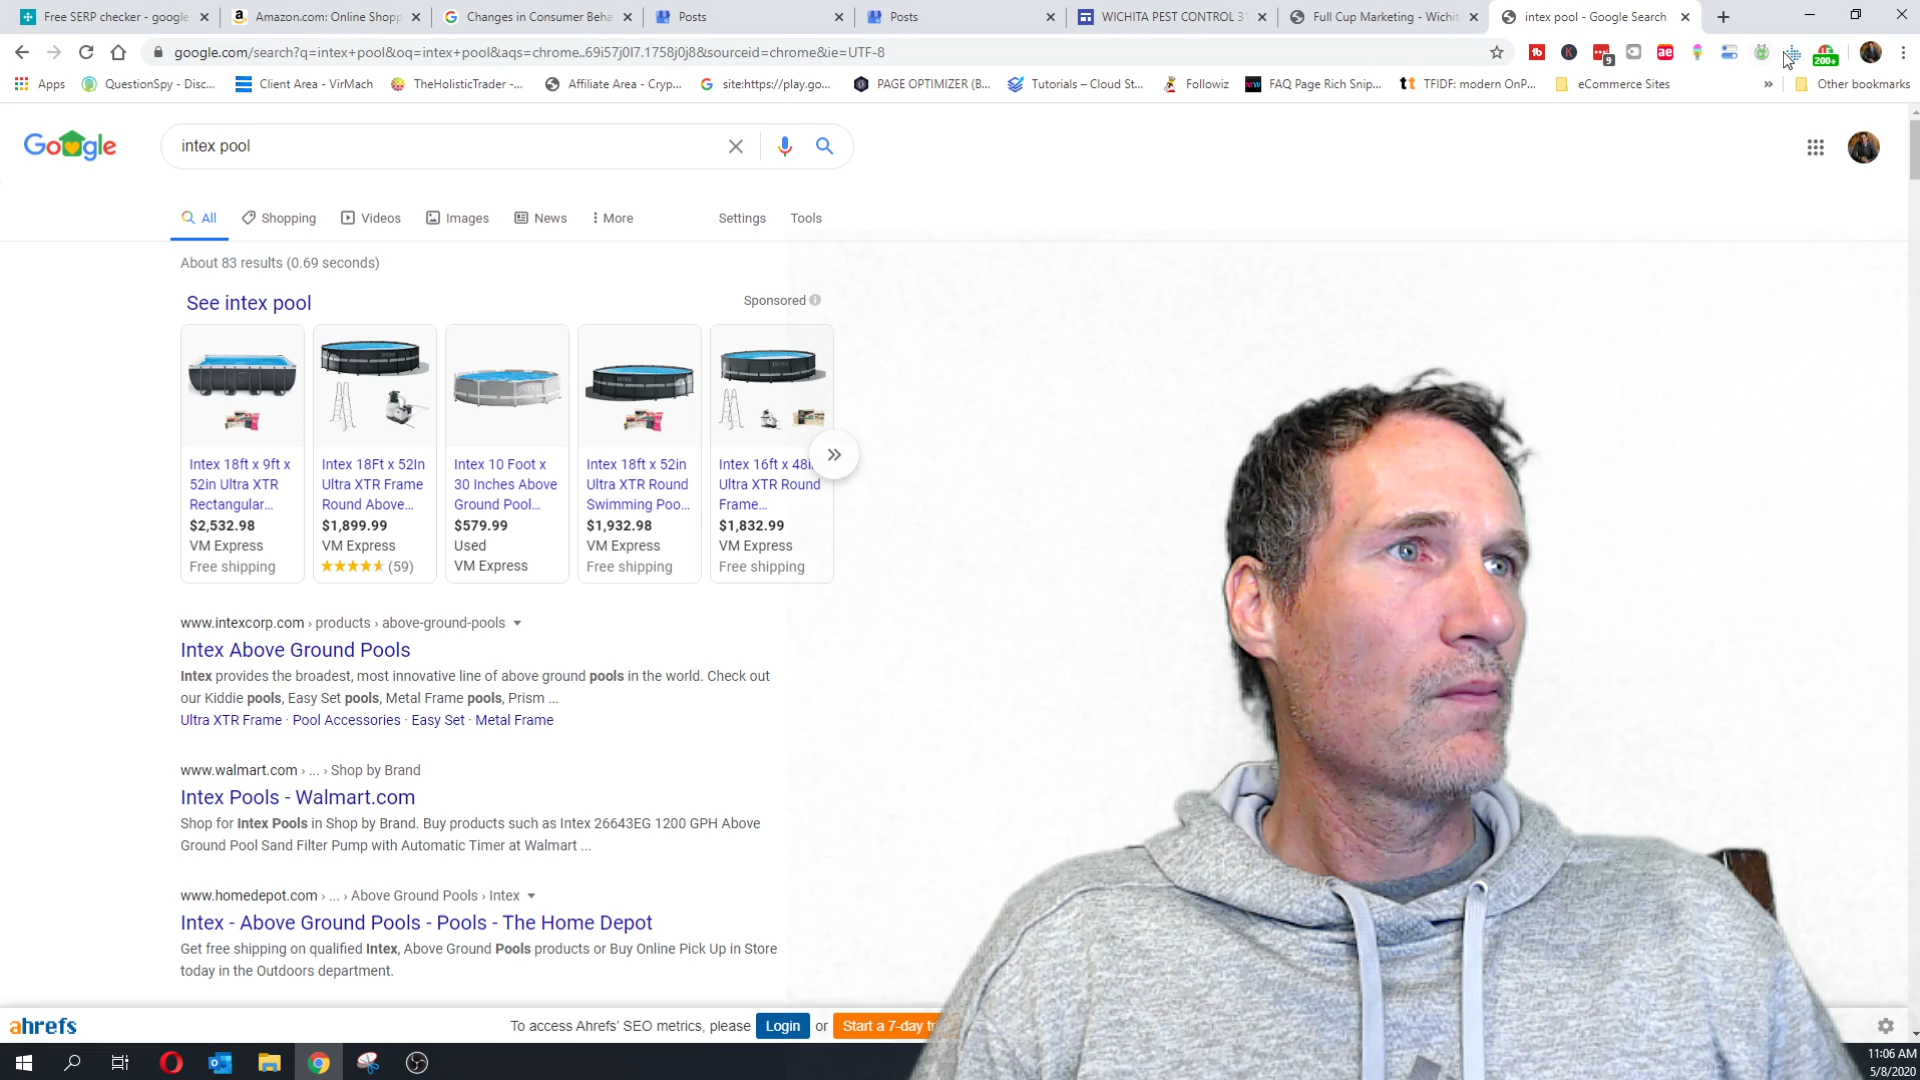 Free SERP checker - google
Amazon.com: Online Shopp
Changes in Consumer Beha
Posts
Posts
WICHITA PEST CONTROL 31
Full Cup Marketing - Wichit
intex pool - Google Search
google.com/search?q=intex+pool&oq=intex+pool&aqs=chrome..69i57j0l7.1758j0j8&sourceid=chrome&ie=UTF-8
9
ae
200+
Apps
QuestionSpy - Disc...
Client Area - VirMach
TheHolisticTrader -...
Affiliate Area - Cryp...
site:https://play.go...
PAGE OPTIMIZER (B...
Tutorials – Cloud St...
Followiz
FAQ Page Rich Snip...
TFIDF: modern OnP...
eCommerce Sites
Other bookmarks
Google
intex pool
All
Shopping
Videos
Images
News
More
Settings
Tools
About 83 results (0.69 seconds)
See intex pool
Sponsored
Intex 18ft x 9ft x
52in Ultra XTR
Rectangular...
$2,532.98
VM Express
Free shipping
Intex 18Ft x 52In
Ultra XTR Frame
Round Above...
$1,899.99
VM Express
(59)
Intex 10 Foot x
30 Inches Above
Ground Pool...
$579.99
Used
VM Express
Intex 18ft x 52in
Ultra XTR Round
Swimming Poo...
$1,932.98
VM Express
Free shipping
Intex 16ft x 48i
Ultra XTR Round
Frame...
$1,832.99
VM Express
Free shipping
www.intexcorp.com › products › above-ground-pools
Intex Above Ground Pools
Intex provides the broadest, most innovative line of above ground pools in the world. Check out
our Kiddie pools, Easy Set pools, Metal Frame pools, Prism ...
Ultra XTR Frame · Pool Accessories · Easy Set · Metal Frame
www.walmart.com › ... › Shop by Brand
Intex Pools - Walmart.com
Shop for Intex Pools in Shop by Brand. Buy products such as Intex 26643EG 1200 GPH Above
Ground Pool Sand Filter Pump with Automatic Timer at Walmart ...
www.homedepot.com › ... › Above Ground Pools › Intex
Intex - Above Ground Pools - Pools - The Home Depot
Get free shipping on qualified Intex, Above Ground Pools products or Buy Online Pick Up in Store
today in the Outdoors department.
ahrefs
To access Ahrefs' SEO metrics, please
Login
or
Start a 7-day tr
11:06 AM
5/8/2020